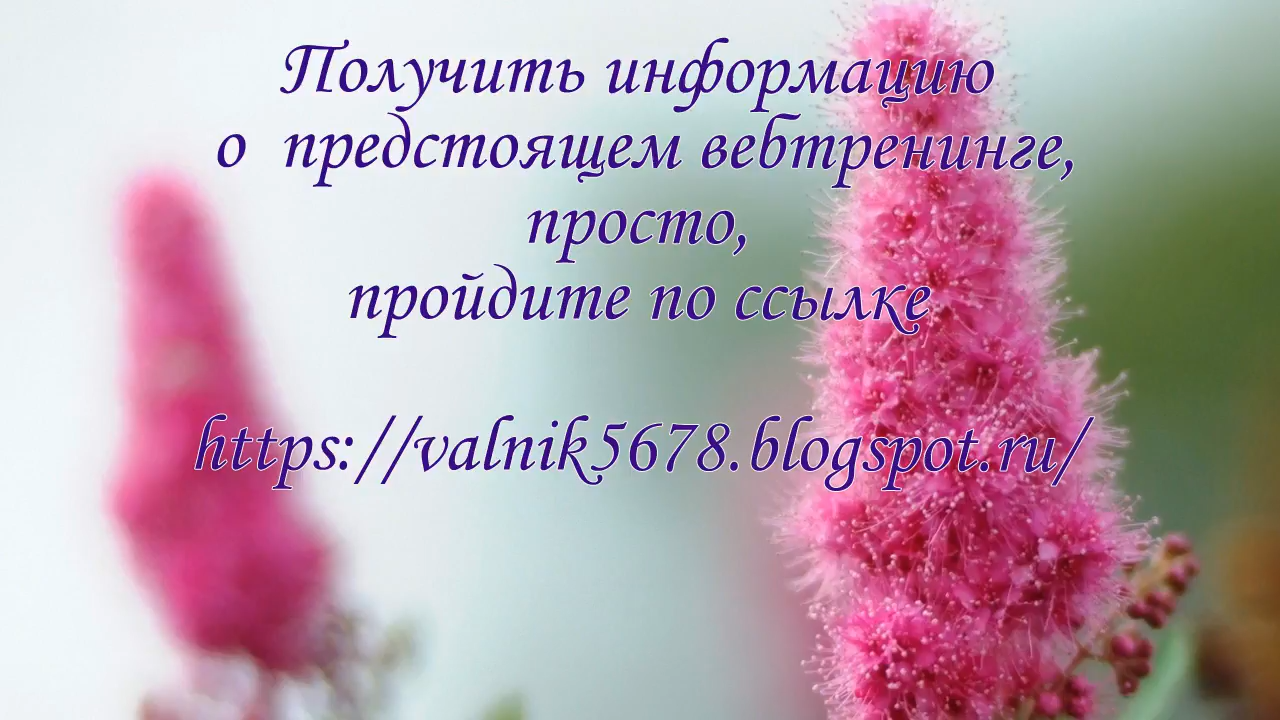 Получить информацию
о предстоящем вебтренинге,
просто,
пройдите по ссылке
https://valnik5678.blogspot.ru/